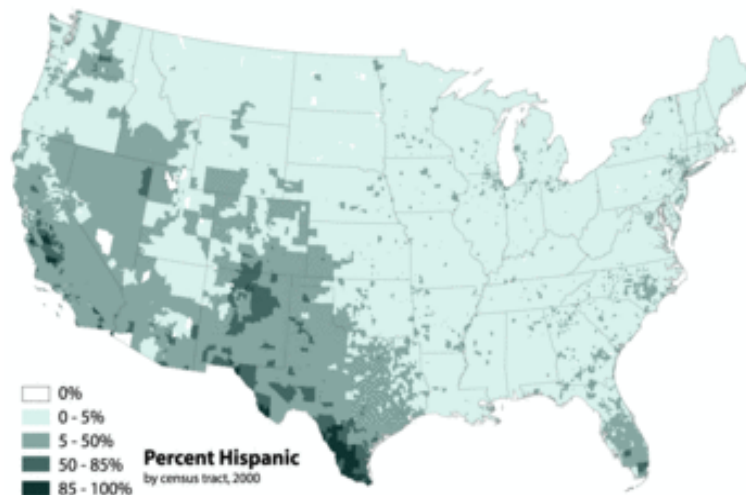 0%
0 - 5%
5 - 50%
50 - 85%
85 - 100%
Percent Hispanic
by census tract, 2000